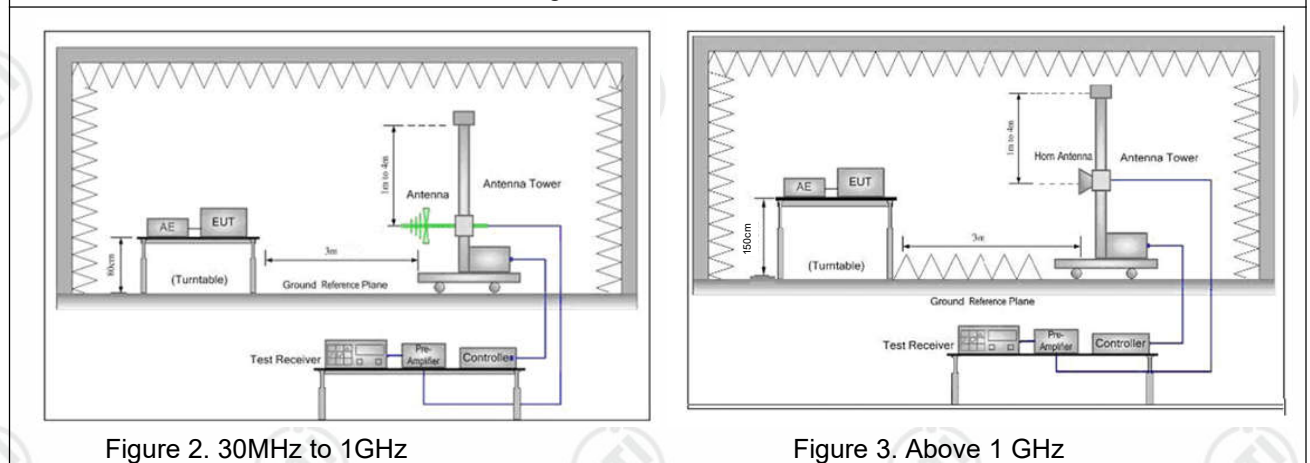 1m to 4m
Antenna
Antenna Tower
AE
EUT
80cm
(Turntable)
3m
Ground Reference Plane
Test Receiver
Pre-
Amplifier
Controller
Figure 2. 30MHz to 1GHz
1m to 4m
Horn Antenna
Antenna Tower
AE
EUT
150cm
(Turntable)
3m
Ground Reference Plane
Test Receiver
Pre-
Amplifier
Controller
Figure 3. Above 1 GHz